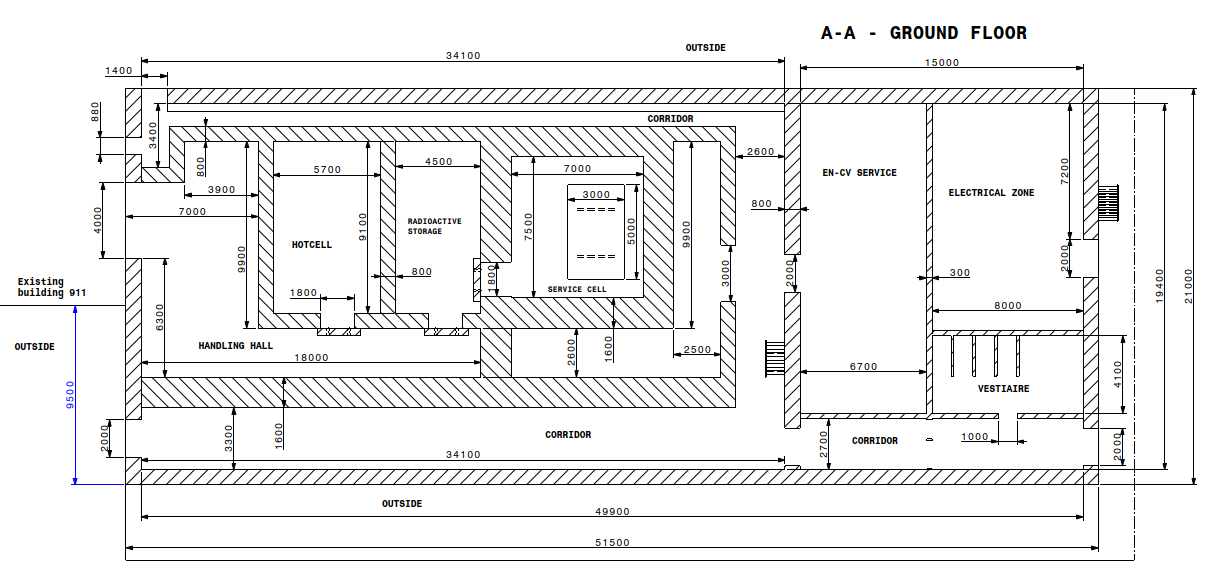 A-A - GROUND FLOOR
OUTSIDE
34100
15000
1400
880
3400
CORRIDOR
800
2600
7200
5700
4500
7000
EN-CV SERVICE
ELECTRICAL ZONE
3900
3000
7000
800
4000
9900
9100
RADIOACTIVE
STORAGE
7500
5000
9900
HOTCELL
800
1800
3000
2000
300
2000
19400
21000
Existing
building 911
1800
SERVICE CELL
8000
6300
OUTSIDE
HANDLING HALL
18000
2600
1600
2500
6700
4100
VESTIAIRE
9500
2000
3300
1600
CORRIDOR
2700
CORRIDOR
1000
2000
34100
OUTSIDE
49900
51500